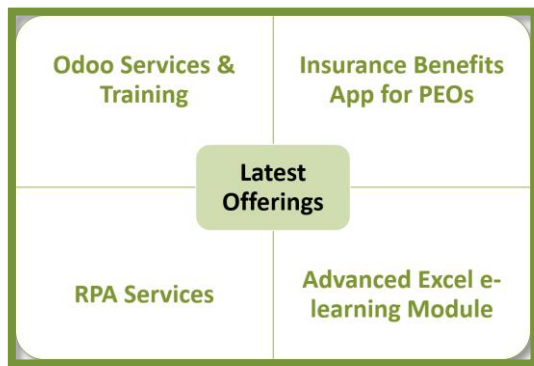 Odoo Services &
Training
Insurance Benefits
App for PEOs
Latest
Offerings
RPA Services
Advanced Excel e-
learning Module